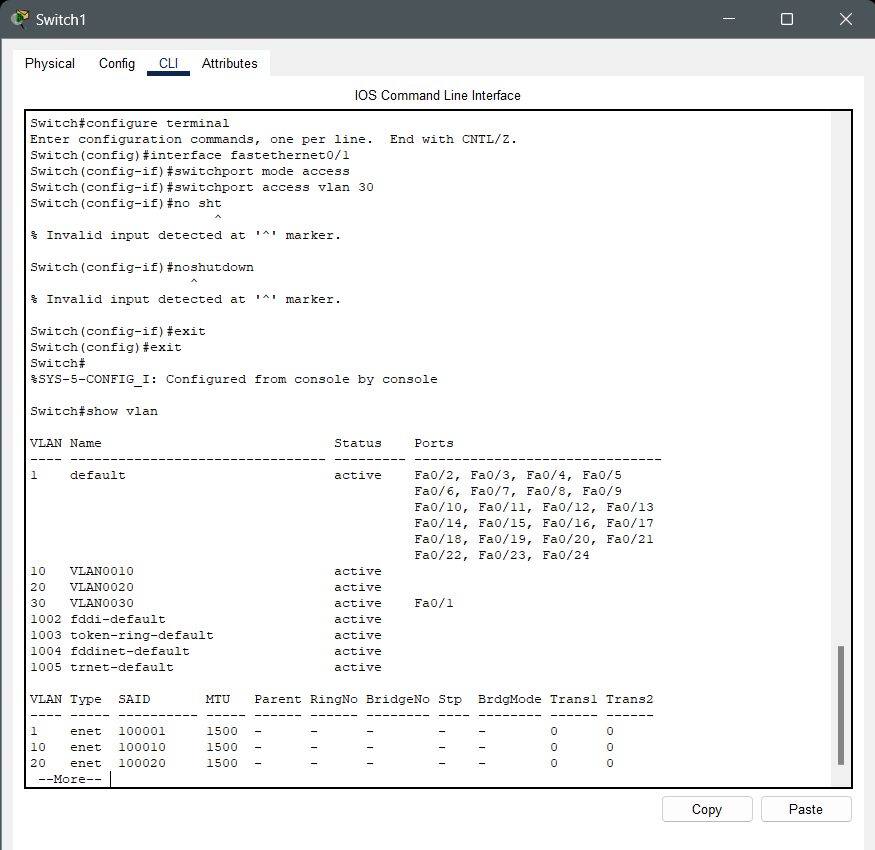 Switch1
Physical Config CLI Attributes
IOS Command Line Interface
Switch#configure terminal
Enter configuration commands, one per line.  End with CNTL/Z.
Switch(config)#interface fastethernet0/1
Switch(config-if)#switchport mode access
Switch(config-if)#switchport access vlan 30
Switch(config-if)#no sht
                       ^
% Invalid input detected at '^' marker.
Switch(config-if)#noshutdown
                    ^
% Invalid input detected at '^' marker.
Switch(config-if)#exit
Switch(config)#exit
Switch#
%SYS-5-CONFIG_I: Configured from console by console
Switch#show vlan
VLAN Name                             Status    Ports
---- -------------------------------- --------- -------------------------------
1    default                          active    Fa0/2, Fa0/3, Fa0/4, Fa0/5
                                                Fa0/6, Fa0/7, Fa0/8, Fa0/9
                                                Fa0/10, Fa0/11, Fa0/12, Fa0/13
                                                Fa0/14, Fa0/15, Fa0/16, Fa0/17
                                                Fa0/18, Fa0/19, Fa0/20, Fa0/21
                                                Fa0/22, Fa0/23, Fa0/24
10   VLAN0010                         active
20   VLAN0020                         active
30   VLAN0030                         active    Fa0/1
1002 fddi-default                     active
1003 token-ring-default               active
1004 fddinet-default                  active
1005 trnet-default                    active
VLAN Type  SAID       MTU   Parent RingNo BridgeNo Stp  BrdgMode Trans1 Trans2
---- ----- ---------- ----- ------ ------ -------- ---- -------- ------ ------
1    enet  100001     1500  -      -      -        -    -        0      0
10   enet  100010     1500  -      -      -        -    -        0      0
20   enet  100020     1500  -      -      -        -    -        0      0
 --More--
Copy Paste